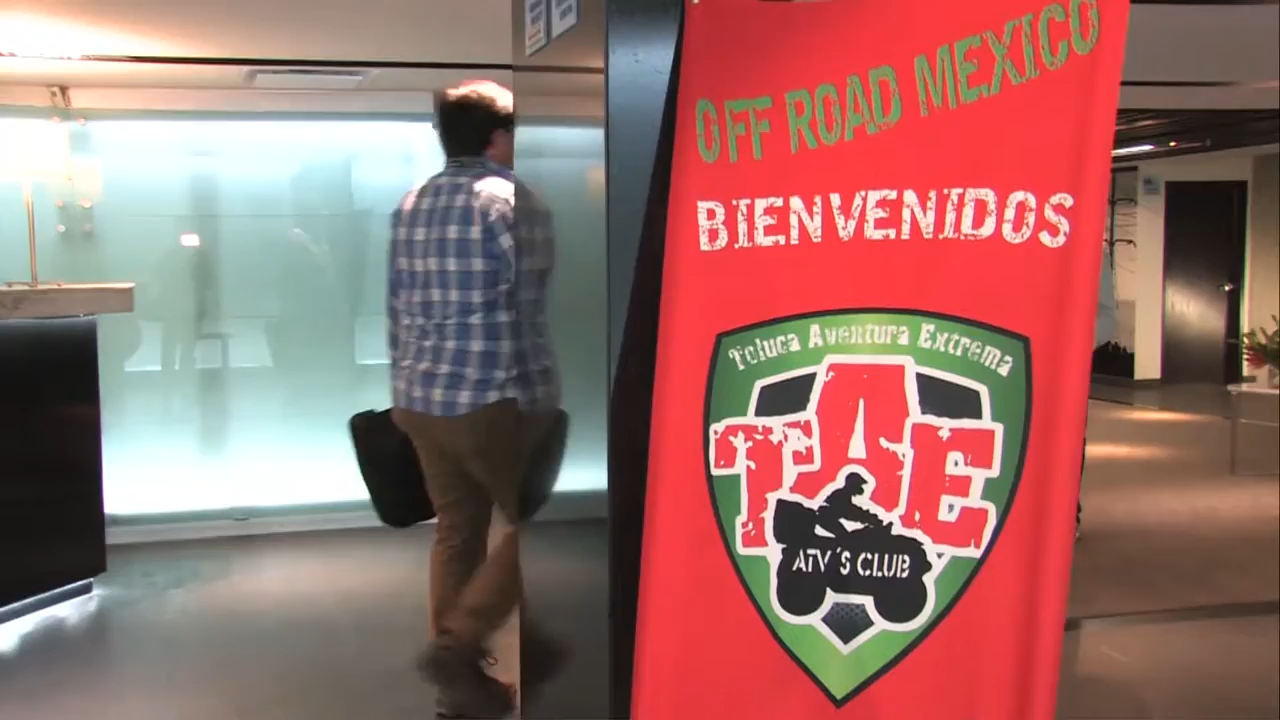 OFF ROAD MEXICO
BIENVENIDOS
Toluca Aventura Extrema
TAE
ATV´S CLUB